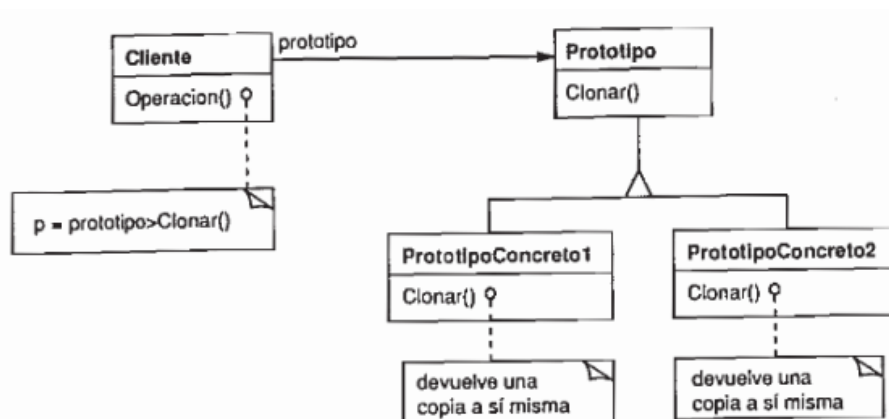 prototipo
Cliente
Prototipo
Operacion()
Clonar()
p = prototipo>Clonar()
PrototipoConcreto1
PrototipoConcreto2
Clonar()
Clonar()
devuelve una
copia a sí misma
devuelve una
copia a sí misma